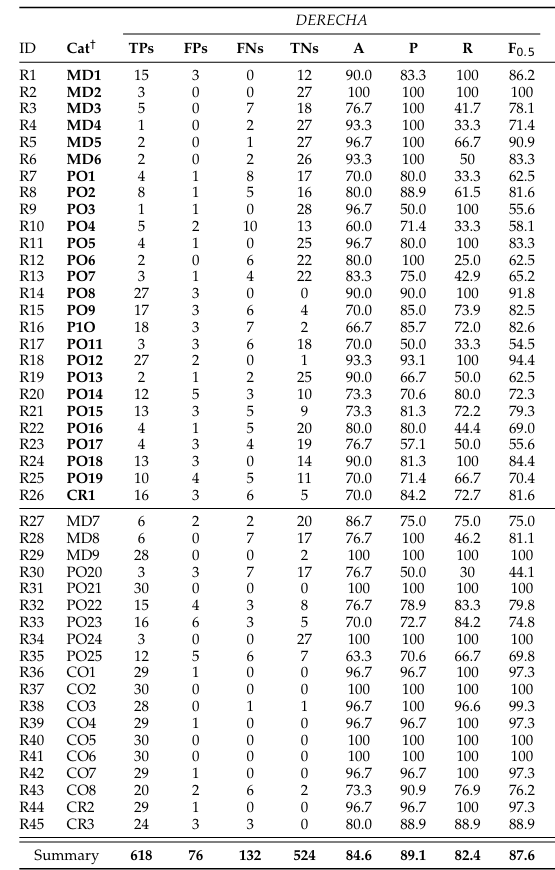 DERECHA
ID Cat† TPs FPs FNs TNs A P R F0.5
R1 MD1 15 3 0 12 90.0 83.3 100 86.2
R2 MD2 3 0 0 27 100 100 100 100
R3 MD3 5 0 7 18 76.7 100 41.7 78.1
R4 MD4 1 0 2 27 93.3 100 33.3 71.4
R5 MD5 2 0 1 27 96.7 100 66.7 90.9
R6 MD6 2 0 2 26 93.3 100 50 83.3
R7 PO1 4 1 8 17 70.0 80.0 33.3 62.5
R8 PO2 8 1 5 16 80.0 88.9 61.5 81.6
R9 PO3 1 1 0 28 96.7 50.0 100 55.6
R10 PO4 5 2 10 13 60.0 71.4 33.3 58.1
R11 PO5 4 1 0 25 96.7 80.0 100 83.3
R12 PO6 2 0 6 22 80.0 100 25.0 62.5
R13 PO7 3 1 4 22 83.3 75.0 42.9 65.2
R14 PO8 27 3 0 0 90.0 90.0 100 91.8
R15 PO9 17 3 6 4 70.0 85.0 73.9 82.5
R16 P1O 18 3 7 2 66.7 85.7 72.0 82.6
R17 PO11 3 3 6 18 70.0 50.0 33.3 54.5
R18 PO12 27 2 0 1 93.3 93.1 100 94.4
R19 PO13 2 1 2 25 90.0 66.7 50.0 62.5
R20 PO14 12 5 3 10 73.3 70.6 80.0 72.3
R21 PO15 13 3 5 9 73.3 81.3 72.2 79.3
R22 PO16 4 1 5 20 80.0 80.0 44.4 69.0
R23 PO17 4 3 4 19 76.7 57.1 50.0 55.6
R24 PO18 13 3 0 14 90.0 81.3 100 84.4
R25 PO19 10 4 5 11 70.0 71.4 66.7 70.4
R26 CR1 16 3 6 5 70.0 84.2 72.7 81.6
R27 MD7 6 2 2 20 86.7 75.0 75.0 75.0
R28 MD8 6 0 7 17 76.7 100 46.2 81.1
R29 MD9 28 0 0 2 100 100 100 100
R30 PO20 3 3 7 17 76.7 50.0 30 44.1
R31 PO21 30 0 0 0 100 100 100 100
R32 PO22 15 4 3 8 76.7 78.9 83.3 79.8
R33 PO23 16 6 3 5 70.0 72.7 84.2 74.8
R34 PO24 3 0 0 27 100 100 100 100
R35 PO25 12 5 6 7 63.3 70.6 66.7 69.8
R36 CO1 29 1 0 0 96.7 96.7 100 97.3
R37 CO2 30 0 0 0 100 100 100 100
R38 CO3 28 0 1 1 96.7 100 96.6 99.3
R39 CO4 29 1 0 0 96.7 96.7 100 97.3
R40 CO5 30 0 0 0 100 100 100 100
R41 CO6 30 0 0 0 100 100 100 100
R42 CO7 29 1 0 0 96.7 96.7 100 97.3
R43 CO8 20 2 6 2 73.3 90.9 76.9 76.2
R44 CR2 29 1 0 0 96.7 96.7 100 97.3
R45 CR3 24 3 3 0 80.0 88.9 88.9 88.9
Summary 618 76 132 524 84.6 89.1 82.4 87.6